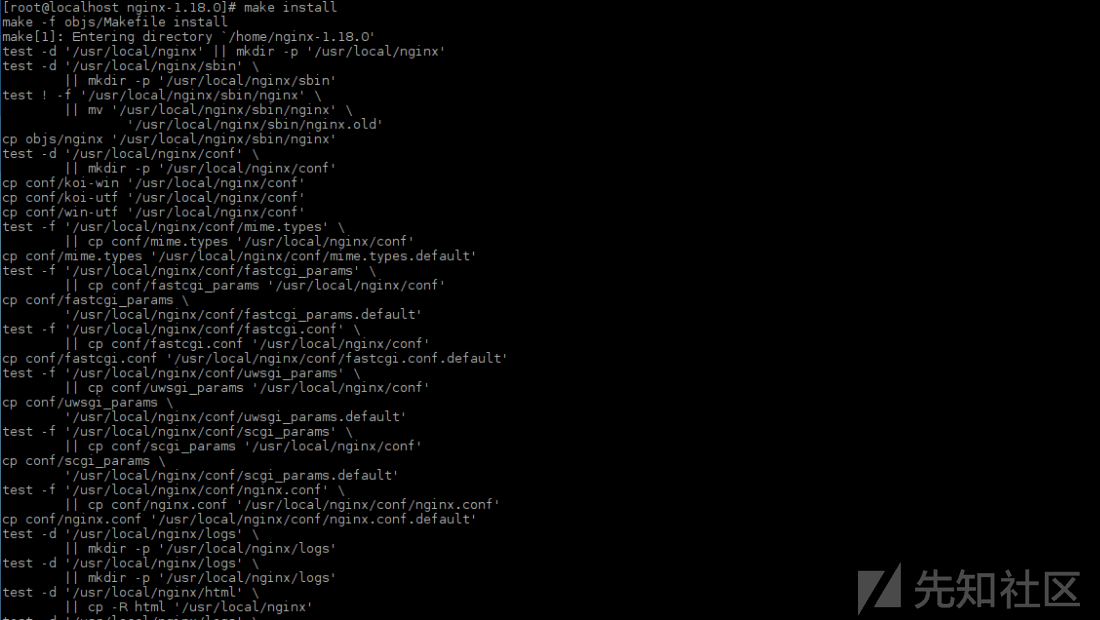 [root@localhost nginx-1.18.0]# make install
make -f objs/Makefile install
make[1]: Entering directory `/home/nginx-1.18.0'
test -d '/usr/local/nginx' || mkdir -p '/usr/local/nginx'
test -d '/usr/local/nginx/sbin' \
        || mkdir -p '/usr/local/nginx/sbin'
test ! -f '/usr/local/nginx/sbin/nginx' \
        || mv '/usr/local/nginx/sbin/nginx' \
                '/usr/local/nginx/sbin/nginx.old'
cp objs/nginx '/usr/local/nginx/sbin/nginx'
test -d '/usr/local/nginx/conf' \
        || mkdir -p '/usr/local/nginx/conf'
cp conf/koi-win '/usr/local/nginx/conf'
cp conf/koi-utf '/usr/local/nginx/conf'
cp conf/win-utf '/usr/local/nginx/conf'
test -f '/usr/local/nginx/conf/mime.types' \
        || cp conf/mime.types '/usr/local/nginx/conf'
cp conf/mime.types '/usr/local/nginx/conf/mime.types.default'
test -f '/usr/local/nginx/conf/fastcgi_params' \
        || cp conf/fastcgi_params '/usr/local/nginx/conf'
cp conf/fastcgi_params \
        '/usr/local/nginx/conf/fastcgi_params.default'
test -f '/usr/local/nginx/conf/fastcgi.conf' \
        || cp conf/fastcgi.conf '/usr/local/nginx/conf'
cp conf/fastcgi.conf '/usr/local/nginx/conf/fastcgi.conf.default'
test -f '/usr/local/nginx/conf/uwsgi_params' \
        || cp conf/uwsgi_params '/usr/local/nginx/conf'
cp conf/uwsgi_params \
        '/usr/local/nginx/conf/uwsgi_params.default'
test -f '/usr/local/nginx/conf/scgi_params' \
        || cp conf/scgi_params '/usr/local/nginx/conf'
cp conf/scgi_params \
        '/usr/local/nginx/conf/scgi_params.default'
test -f '/usr/local/nginx/conf/nginx.conf' \
        || cp conf/nginx.conf '/usr/local/nginx/conf/nginx.conf'
cp conf/nginx.conf '/usr/local/nginx/conf/nginx.conf.default'
test -d '/usr/local/nginx/logs' \
        || mkdir -p '/usr/local/nginx/logs'
test -d '/usr/local/nginx/logs' \
        || mkdir -p '/usr/local/nginx/logs'
test -d '/usr/local/nginx/html' \
        || cp -R html '/usr/local/nginx'
先知社区